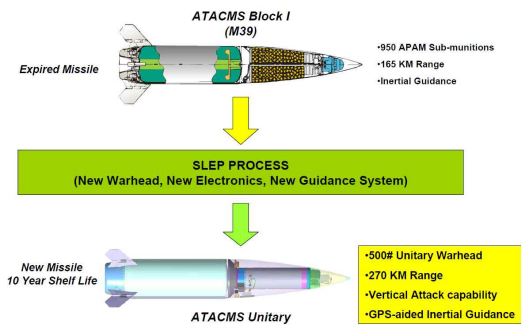 ATACMS Block I
(M39)
•950 APAM Sub-munitions
•165 KM Range
•Inertial Guidance
Expired Missile
SLEP PROCESS
(New Warhead, New Electronics, New Guidance System)
New Missile
10 Year Shelf Life
•500# Unitary Warhead
•270 KM Range
•Vertical Attack capability
•GPS-aided Inertial Guidance
ATACMS Unitary